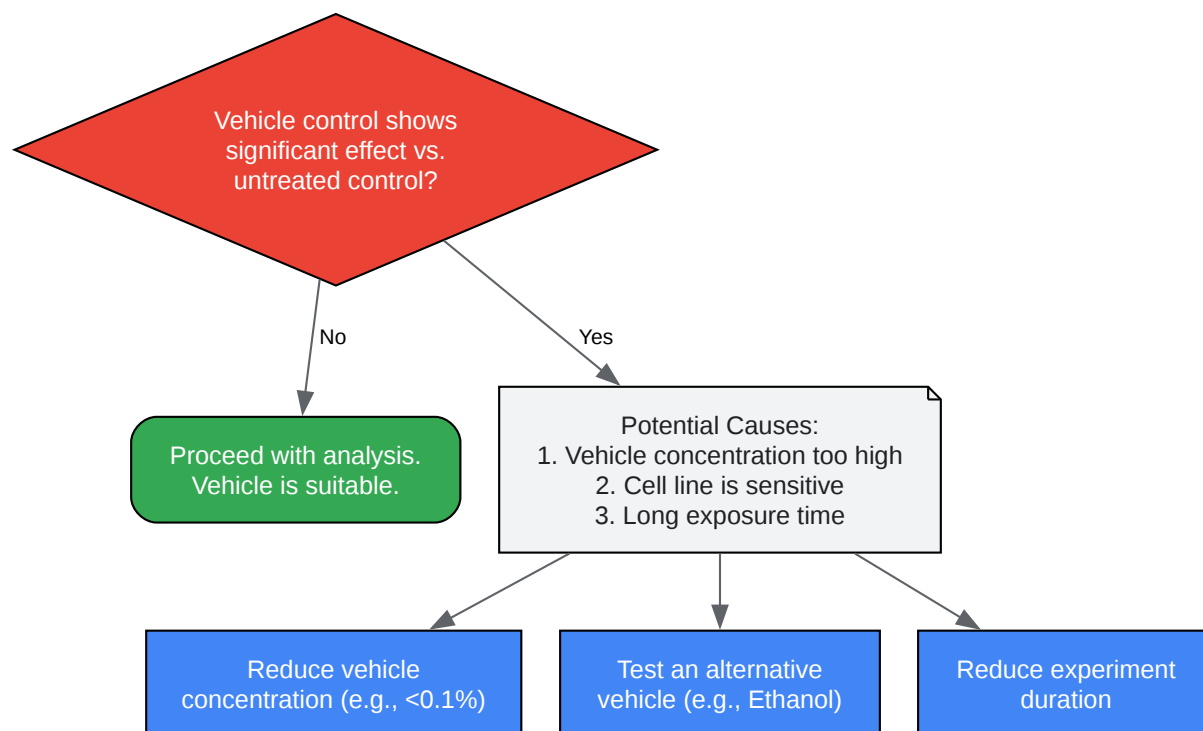 Vehicle control shows
significant effect vs.
untreated control?
No
Yes
Proceed with analysis.
Vehicle is suitable.
Potential Causes:
1. Vehicle concentration too high
2. Cell line is sensitive
3. Long exposure time
Reduce vehicle
concentration (e.g., <0.1%)
Test an alternative
vehicle (e.g., Ethanol)
Reduce experiment
duration